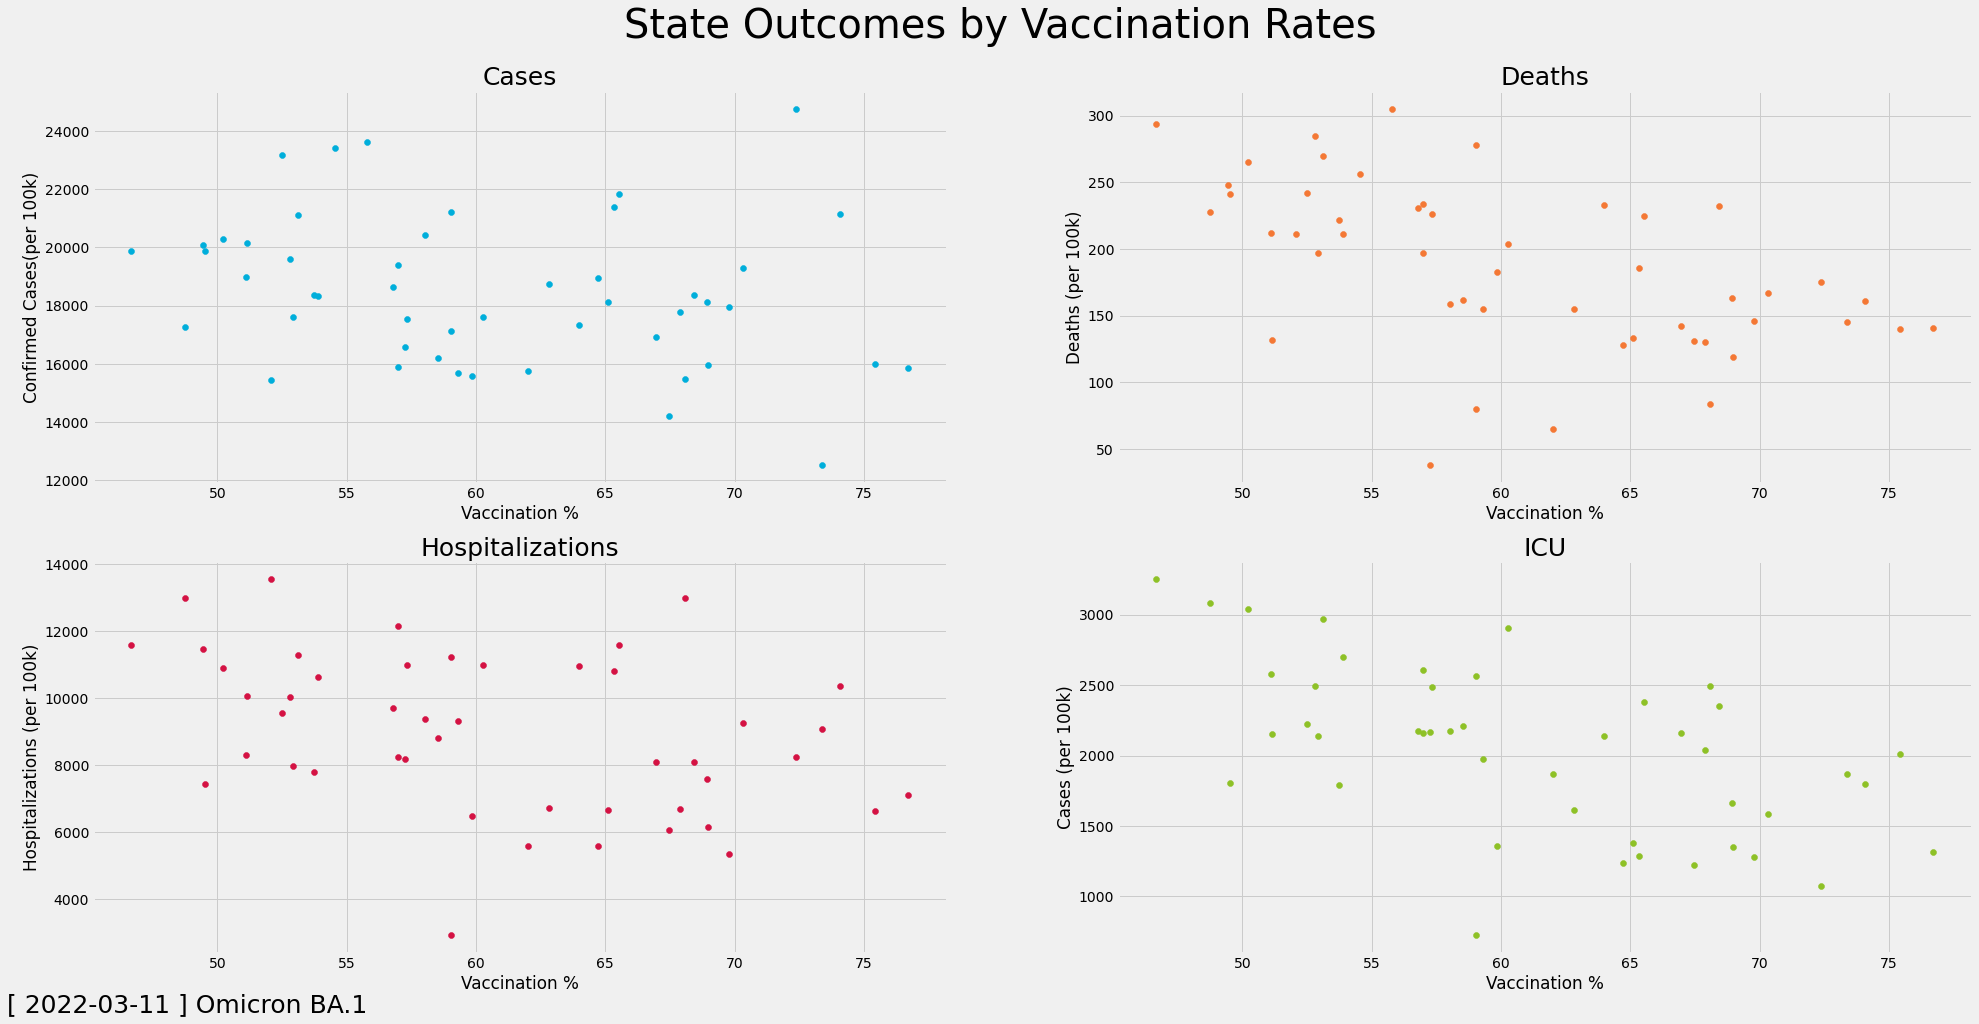 State Outcomes by Vaccination Rates
Cases
Confirmed Cases(per 100k)
24000
22000
20000
18000
16000
14000
12000
50 55 60 65 70 75
Vaccination %
Deaths
Deaths (per 100k)
300
250
200
150
100
50
50 55 60 65 70 75
Vaccination %
Hospitalizations
Hospitalizations (per 100k)
14000
12000
10000
8000
6000
4000
50 55 60 65 70 75
Vaccination %
ICU
Cases (per 100k)
3000
2500
2000
1500
1000
50 55 60 65 70 75
Vaccination %
[ 2022-03-11 ] Omicron BA.1